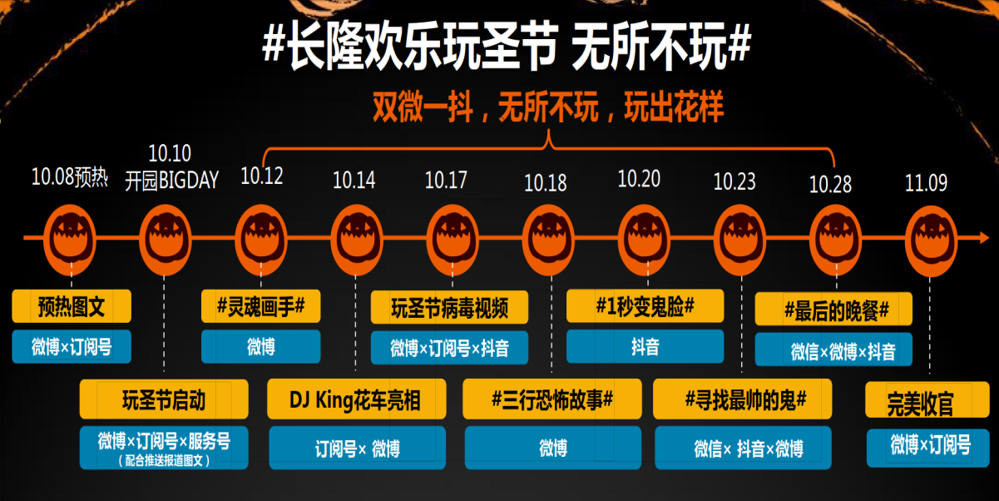 #长隆欢乐玩圣节 无所不玩#
双微一抖，无所不玩，玩出花样
10.08预热
10.10
开园BIGDAY
10.12
10.14
10.17
10.18
10.20
10.23
10.28
11.09
预热图文
微博×订阅号
#灵魂画手#
微博
玩圣节病毒视频
微博×订阅号×抖音
#1秒变鬼脸#
抖音
#最后的晚餐#
微信×微博×抖音
玩圣节启动
微博×订阅号×服务号
（配合推送报道图文）
DJ King花车亮相
订阅号× 微博
#三行恐怖故事#
微博
#寻找最帅的鬼#
微信× 抖音×微博
完美收官
微博×订阅号